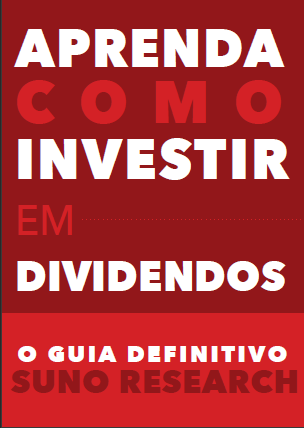 APRENDA
COMO
INVESTIR
EM
DIVIDENDOS
O GUIA DEFINITIVO
SUNO RESEARCH